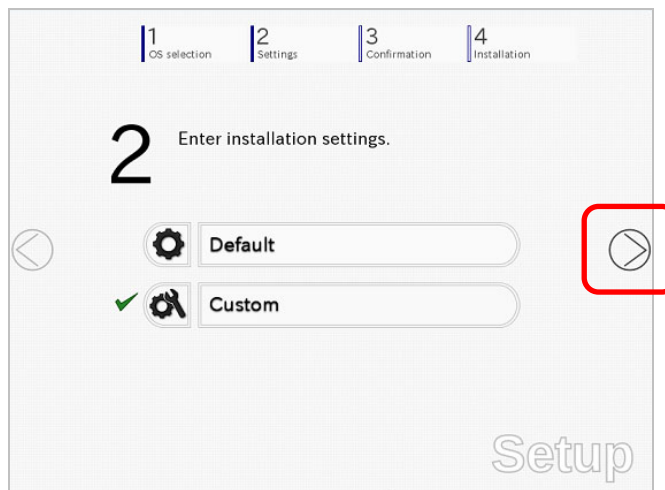 1
OS selection
2
Settings
3
Confirmation
4
Installation
2
Enter installation settings.
Default
Custom
Setup